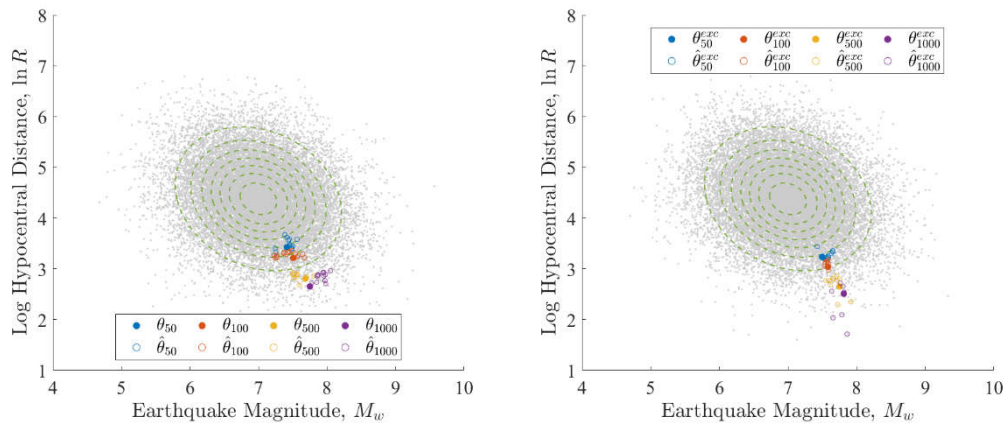 8
7
6
5
4
3
2
1
Log Hypocentral Distance, ln R
θ₅₀ θ₁₀₀ θ₅₀₀ θ₁₀₀₀
θ̂₅₀ θ̂₁₀₀ θ̂₅₀₀ θ̂₁₀₀₀
4 5 6 7 8 9 10
Earthquake Magnitude, M_w
8
7
6
5
4
3
2
1
Log Hypocentral Distance, ln R
θ₅₀ᵉˣᶜ θ₁₀₀ᵉˣᶜ θ₅₀₀ᵉˣᶜ θ₁₀₀₀ᵉˣᶜ
θ̂₅₀ᵉˣᶜ θ̂₁₀₀ᵉˣᶜ θ̂₅₀₀ᵉˣᶜ θ̂₁₀₀₀ᵉˣᶜ
4 5 6 7 8 9 10
Earthquake Magnitude, M_w